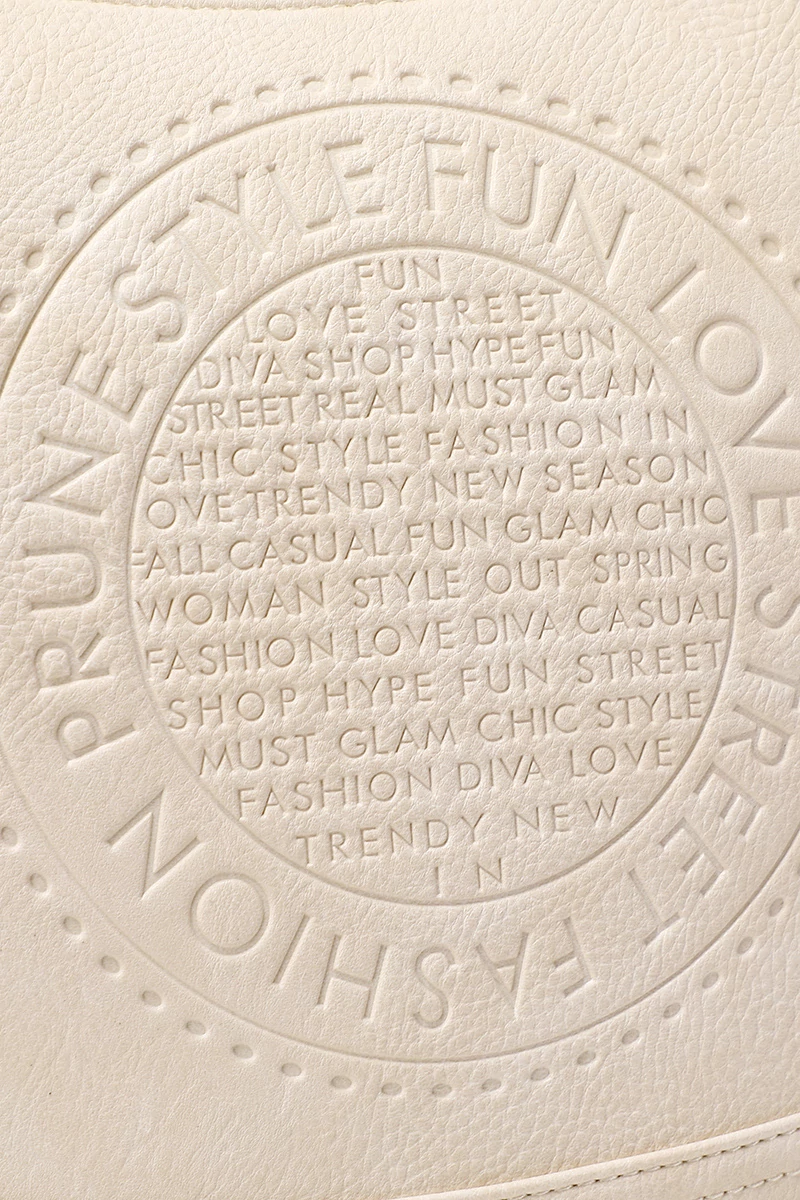 PRUNE STYLE FUN LOVE STREET FASHION
FUN
LOVE STREET
DIVA SHOP HYPE FUN
STREET REAL MUST GLAM
CHIC STYLE FASHION IN
OVE TRENDY NEW SEASON
FALL CASUAL FUN GLAM CHIC
WOMAN STYLE OUT SPRING
FASHION LOVE DIVA CASUAL
SHOP HYPE FUN STREET
MUST GLAM CHIC STYLE
FASHION DIVA LOVE
TRENDY NEW
IN